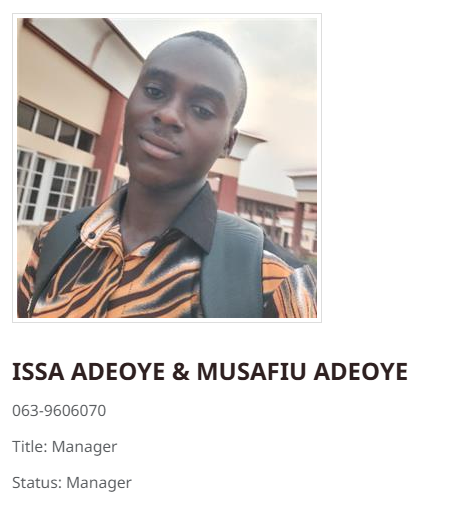 ISSA ADEOYE & MUSAFIU ADEOYE
063-9606070
Title: Manager
Status: Manager